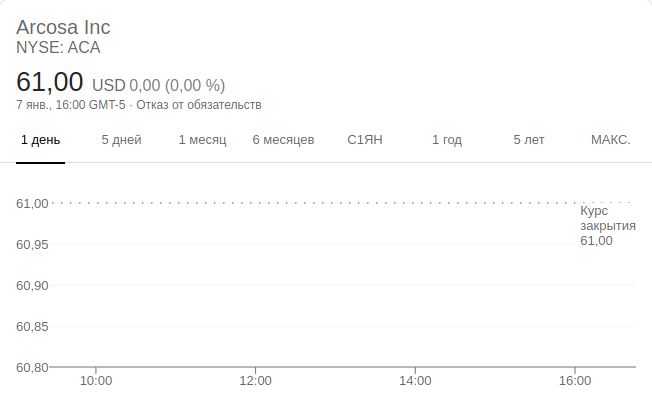 Arcosa Inc
NYSE: ACA
61,00 USD 0,00 (0,00 %)
7 янв., 16:00 GMT-5 · Отказ от обязательств
1 день 5 дней 1 месяц 6 месяцев С1ЯН 1 год 5 лет МАКС.
61,00
Курс
закрытия
61,00
60,95
60,90
60,85
60,80
10:00 12:00 14:00 16:00